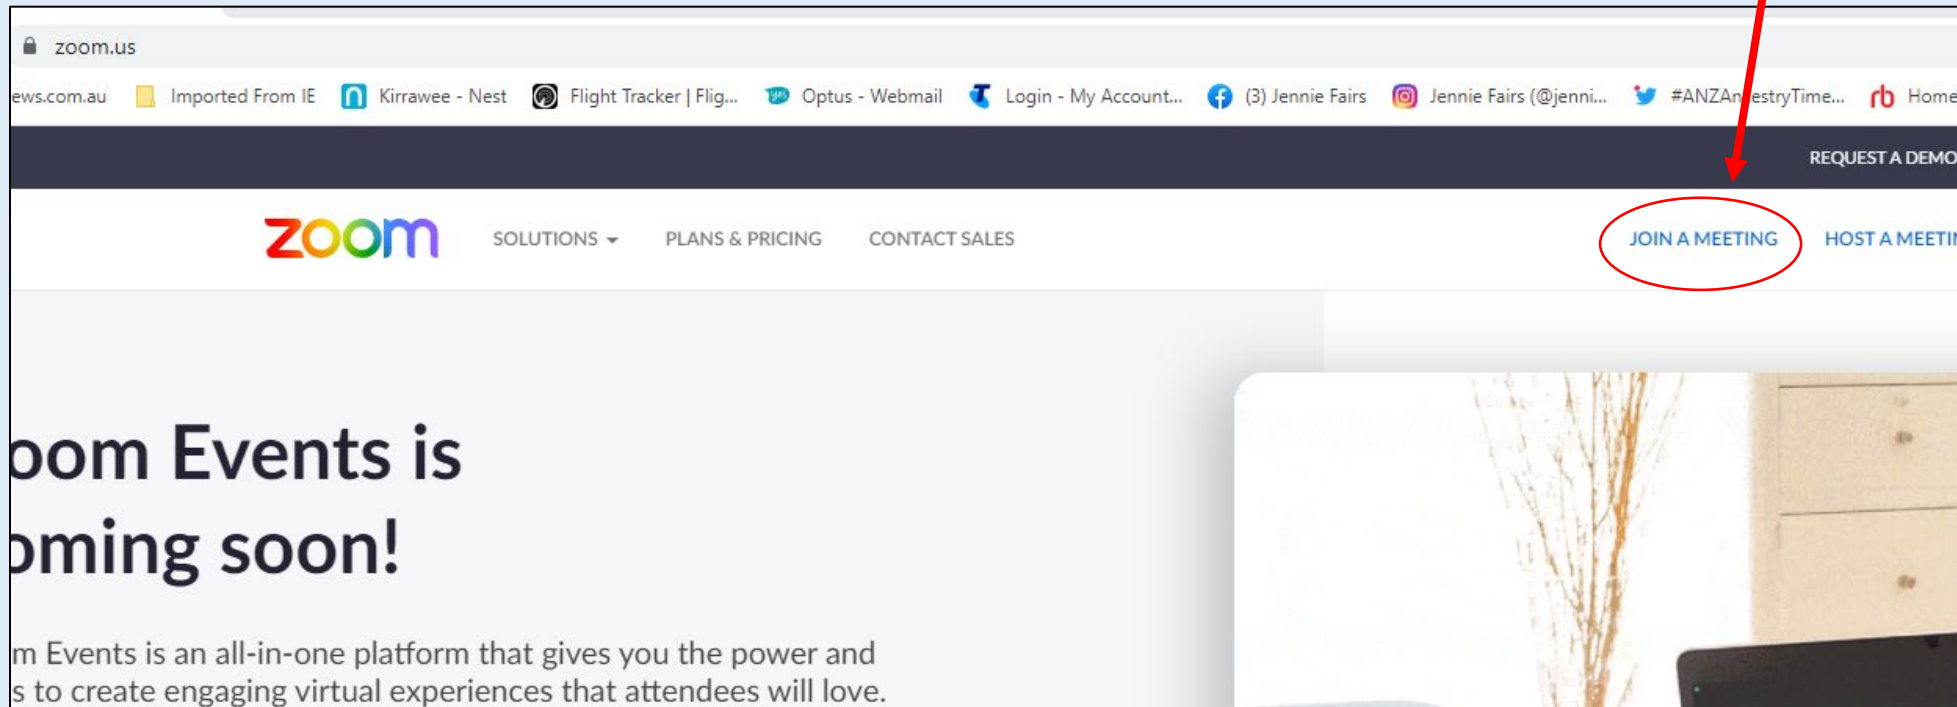 zoom.us
ews.com.au Imported From IE Kirrawee - Nest Flight Tracker | Flig... Optus - Webmail Login - My Account... (3) Jennie Fairs Jennie Fairs (@jenni... #ANZAncestryTime... rb Home
REQUEST A DEMO
zoom SOLUTIONS PLANS & PRICING CONTACT SALES JOIN A MEETING HOST A MEETIN
oom Events is
oming soon!
m Events is an all-in-one platform that gives you the power and
s to create engaging virtual experiences that attendees will love.